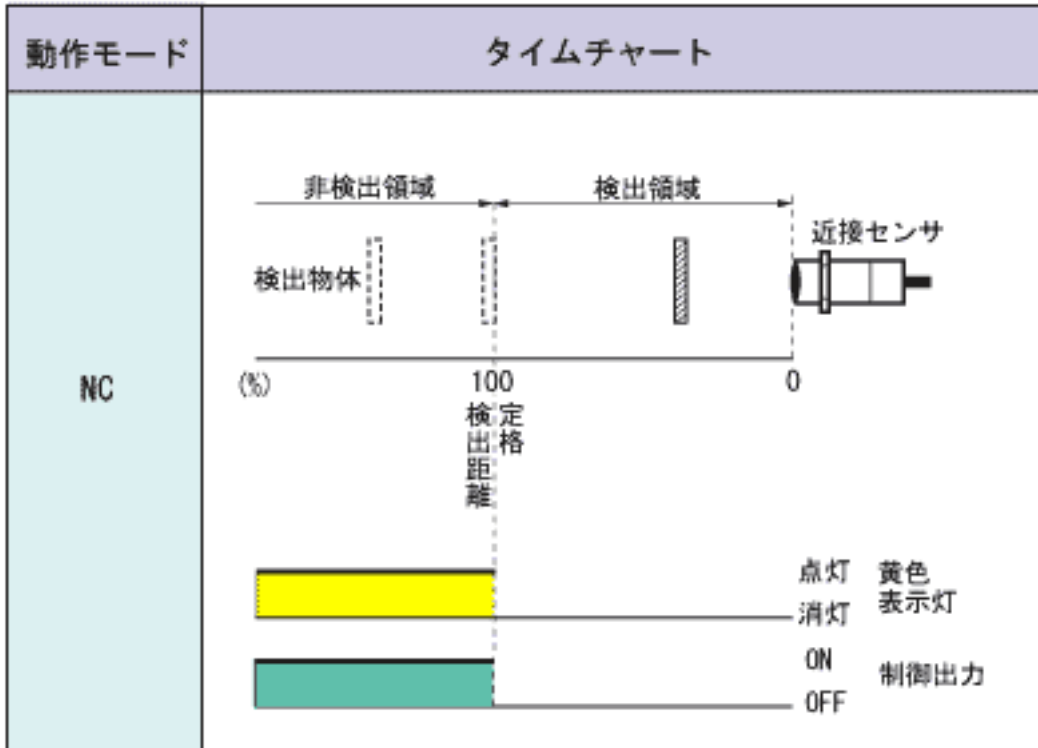 動作モード
タイムチャート
NC
非検出領域
検出領域
近接センサ
検出物体
(%)
100
0
定格
検出距離
点灯
黄色
表示灯
消灯
ON
制御出力
OFF